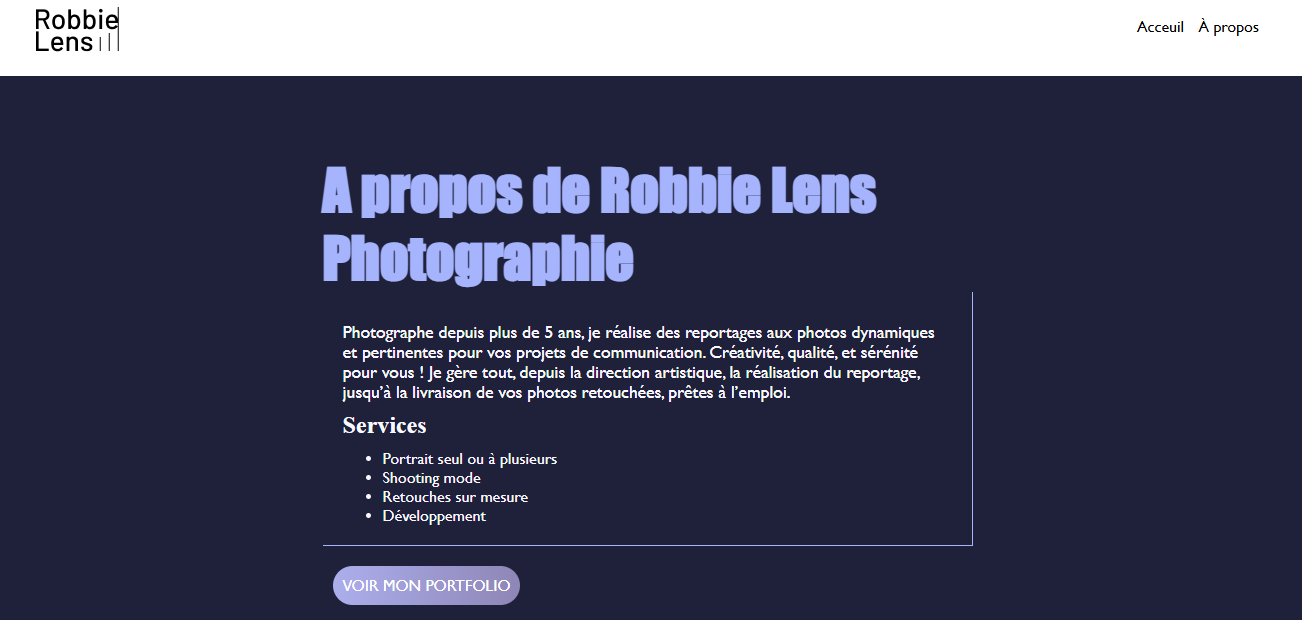 Robbie
Lens
Acceuil À propos
A propos de Robbie Lens
Photographie
Photographe depuis plus de 5 ans, je réalise des reportages aux photos dynamiques
et pertinentes pour vos projets de communication. Créativité, qualité, et sérénité
pour vous ! Je gère tout, depuis la direction artistique, la réalisation du reportage,
jusqu’à la livraison de vos photos retouchées, prêtes à l’emploi.
Services
• Portrait seul ou à plusieurs
• Shooting mode
• Retouches sur mesure
• Développement
VOIR MON PORTFOLIO